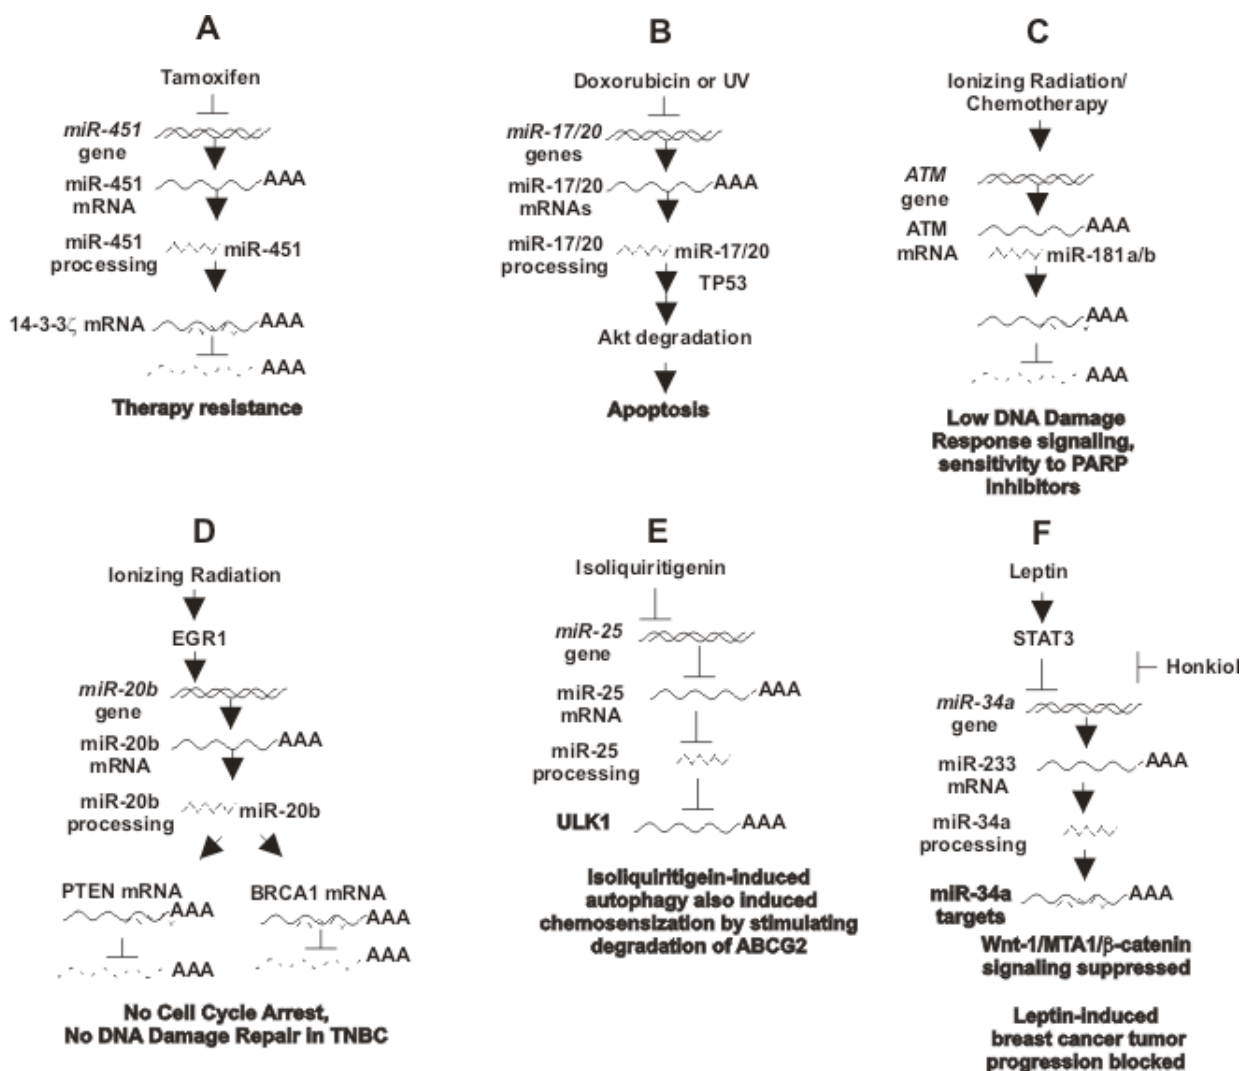 A
Tamoxifen
miR-451
gene
miR-451
mRNA
AAA
miR-451
processing
miR-451
14-3-3ζ mRNA
AAA
AAA
Therapy resistance
B
Doxorubicin or UV
miR-17/20
genes
miR-17/20
mRNAs
AAA
miR-17/20
processing
miR-17/20
TP53
Akt degradation
Apoptosis
C
Ionizing Radiation/
Chemotherapy
ATM
gene
ATM
mRNA
AAA
miR-181a/b
AAA
AAA
Low DNA Damage
Response signaling,
sensitivity to PARP
inhibitors
D
Ionizing Radiation
EGR1
miR-20b
gene
miR-20b
mRNA
AAA
miR-20b
processing
miR-20b
PTEN mRNA
AAA
AAA
BRCA1 mRNA
AAA
AAA
No Cell Cycle Arrest,
No DNA Damage Repair in TNBC
E
Isoliquiritigenin
miR-25
gene
miR-25
mRNA
AAA
miR-25
processing
ULK1
AAA
Isoliquiritigein-induced
autophagy also induced
chemosensization by stimulating
degradation of ABCG2
F
Leptin
STAT3
Honkiol
miR-34a
gene
miR-233
mRNA
AAA
miR-34a
processing
miR-34a
targets
AAA
Wnt-1/MTA1/β-catenin
signaling suppressed
Leptin-induced
breast cancer tumor
progression blocked